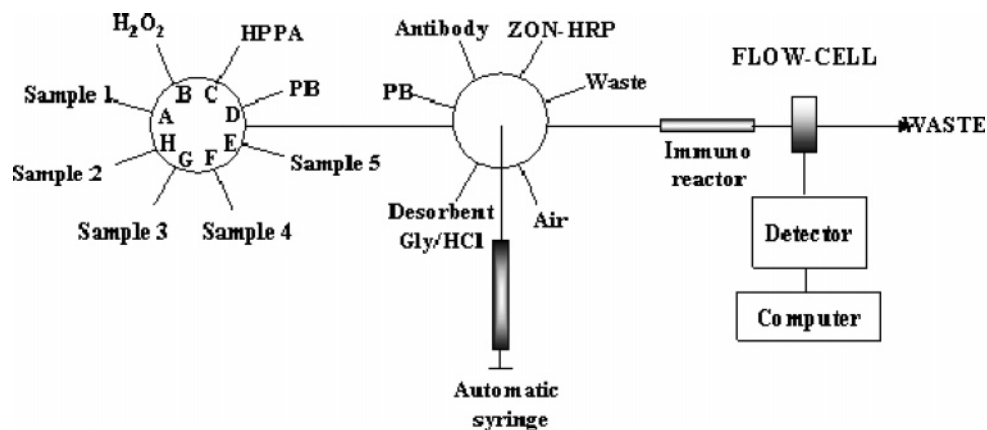 H₂O₂
HPPA
Sample 1
PB
B C
A D
H E
G F
Sample 2
Sample 5
Sample 3
Sample 4
Antibody
ZON-HRP
PB
Waste
Desorbent
Gly/HCl
Air
Automatic
syringe
Immuno
reactor
FLOW-CELL
WASTE
Detector
Computer